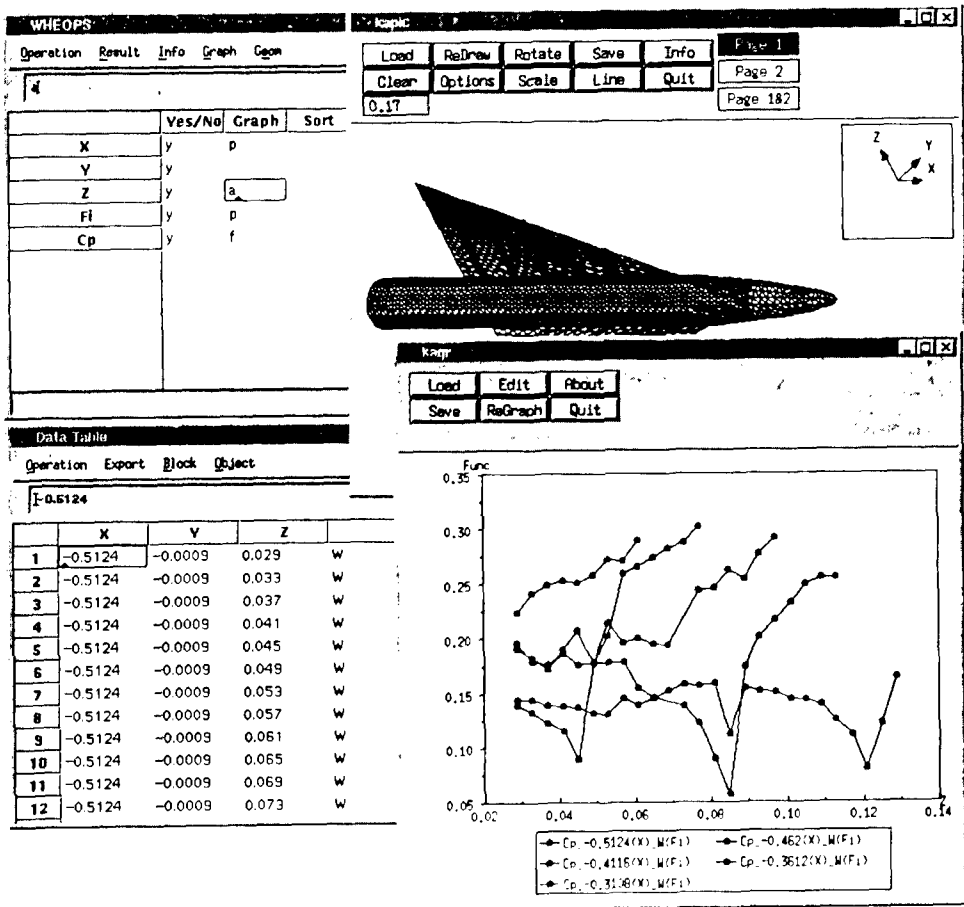 WHEOPS
Operation Result Info Graph Geom
Yes/No Graph Sort
X y p
Y y
Z y a
Fi y p
Cp y f
kapic
Load ReDraw Rotate Save Info
Clear Options Scale Line Quit
0.17
Page 1
Page 2
Page 1&2
Z
Y
X
kagr
Load Edit About
Save ReGraph Quit
Data Table
Operation Export Block Object
-0.5124
X Y Z
1 -0.5124 -0.0009 0.029 W
2 -0.5124 -0.0009 0.033 W
3 -0.5124 -0.0009 0.037 W
4 -0.5124 -0.0009 0.041 W
5 -0.5124 -0.0009 0.045 W
6 -0.5124 -0.0009 0.049 W
7 -0.5124 -0.0009 0.053 W
8 -0.5124 -0.0009 0.057 W
9 -0.5124 -0.0009 0.061 W
10 -0.5124 -0.0009 0.065 W
11 -0.5124 -0.0009 0.069 W
12 -0.5124 -0.0009 0.073 W
Func
0.35
0.30
0.25
0.20
0.15
0.10
0.05
0.02 0.04 0.06 0.08 0.10 0.12 0.14
Cp_-0.5124(X)_W(Fi) Cp_-0.462(X)_W(Fi)
Cp_-0.4116(X)_W(Fi) Cp_-0.3612(X)_W(Fi)
Cp_-0.3108(X)_W(Fi)